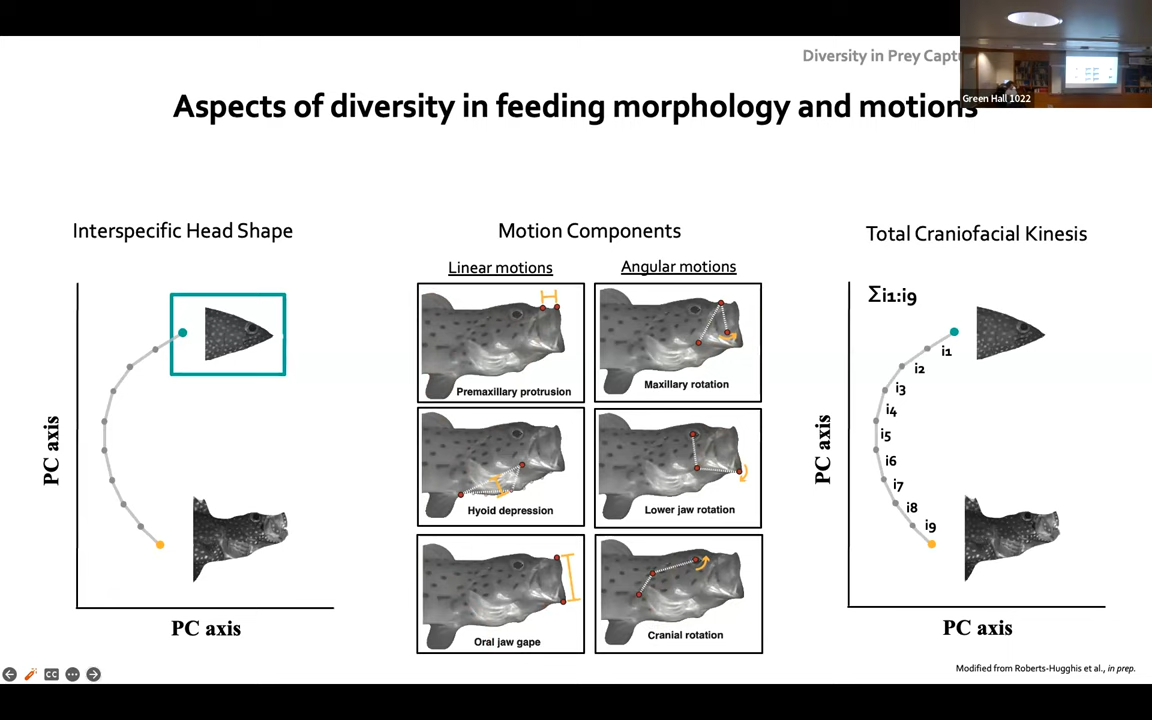 Diversity in Prey Capt
Green Hall 1022
Aspects of diversity in feeding morphology and motions
Interspecific Head Shape
PC axis
PC axis
Motion Components
Linear motions
Angular motions
Premaxillary protrusion
Maxillary rotation
Hyoid depression
Lower jaw rotation
Oral jaw gape
Cranial rotation
Total Craniofacial Kinesis
Σi1:i9
i1
i2
i3
i4
i5
i6
i7
i8
i9
PC axis
PC axis
CC
Modified from Roberts-Hugghis et al., in prep.